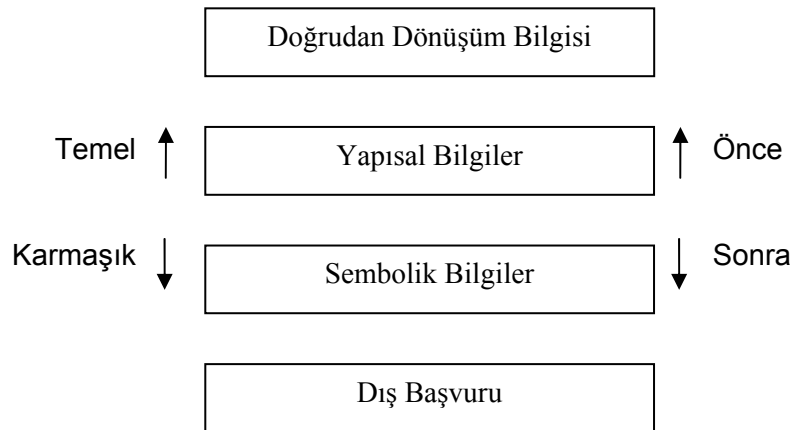 Doğrudan Dönüşüm Bilgisi
Temel
Yapısal Bilgiler
Önce
Karmaşık
Sembolik Bilgiler
Sonra
Dış Başvuru